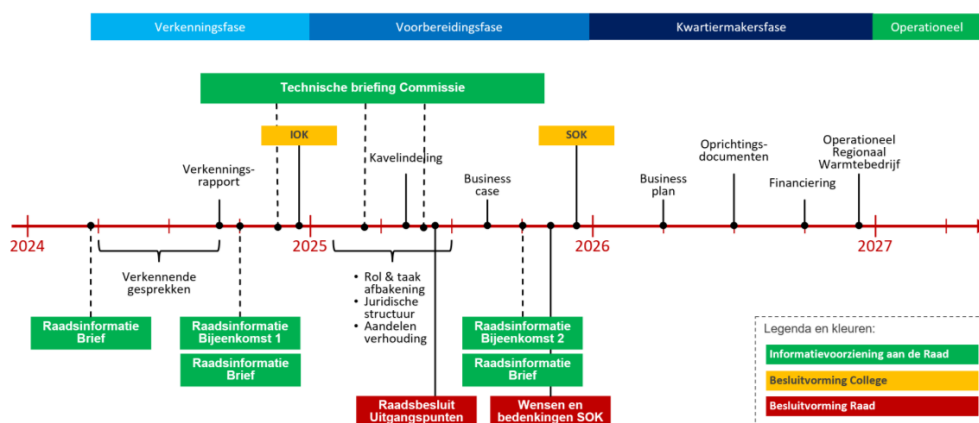 Verkenningsfase
Voorbereidingsfase
Kwartiermakersfase
Operationeel
Technische briefing Commissie
IOK
SOK
Verkennings-
rapport
Kavelindeling
Business
case
Business
plan
Oprichtings-
documenten
Financiering
Operationeel
Regionaal
Warmtebedrijf
2024
2025
2026
2027
Verkennende
gesprekken
• Rol & taak
afbakening
• Juridische
structuur
• Aandelen
verhouding
Raadsinformatie
Brief
Raadsinformatie
Bijeenkomst 1
Raadsinformatie
Brief
Raadsinformatie
Bijeenkomst 2
Raadsinformatie
Brief
Raadsbesluit
Uitgangspunten
Wensen en
bedenkingen SOK
Legenda en kleuren:
Informatievoorziening aan de Raad
Besluitvorming College
Besluitvorming Raad